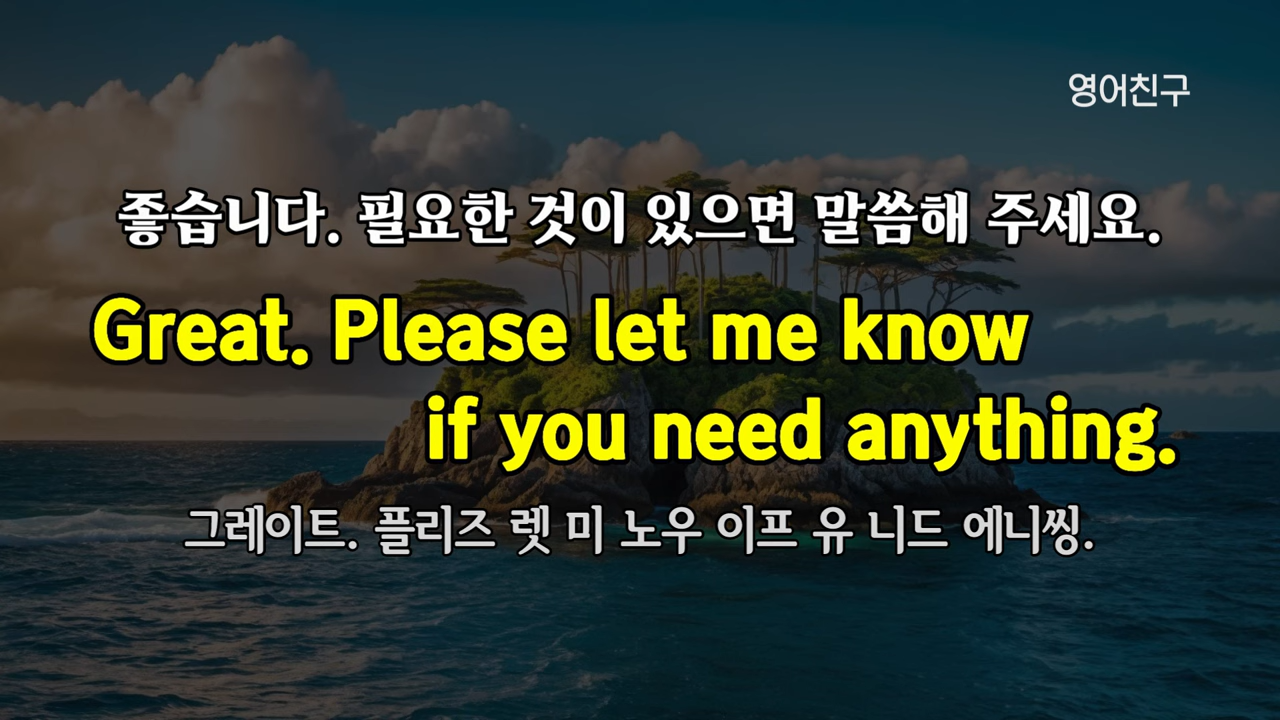 영어친구
좋습니다. 필요한 것이 있으면 말씀해 주세요.
Great. Please let me know
if you need anything.
그레이트. 플리즈 렛 미 노우 이프 유 니드 에니씽.